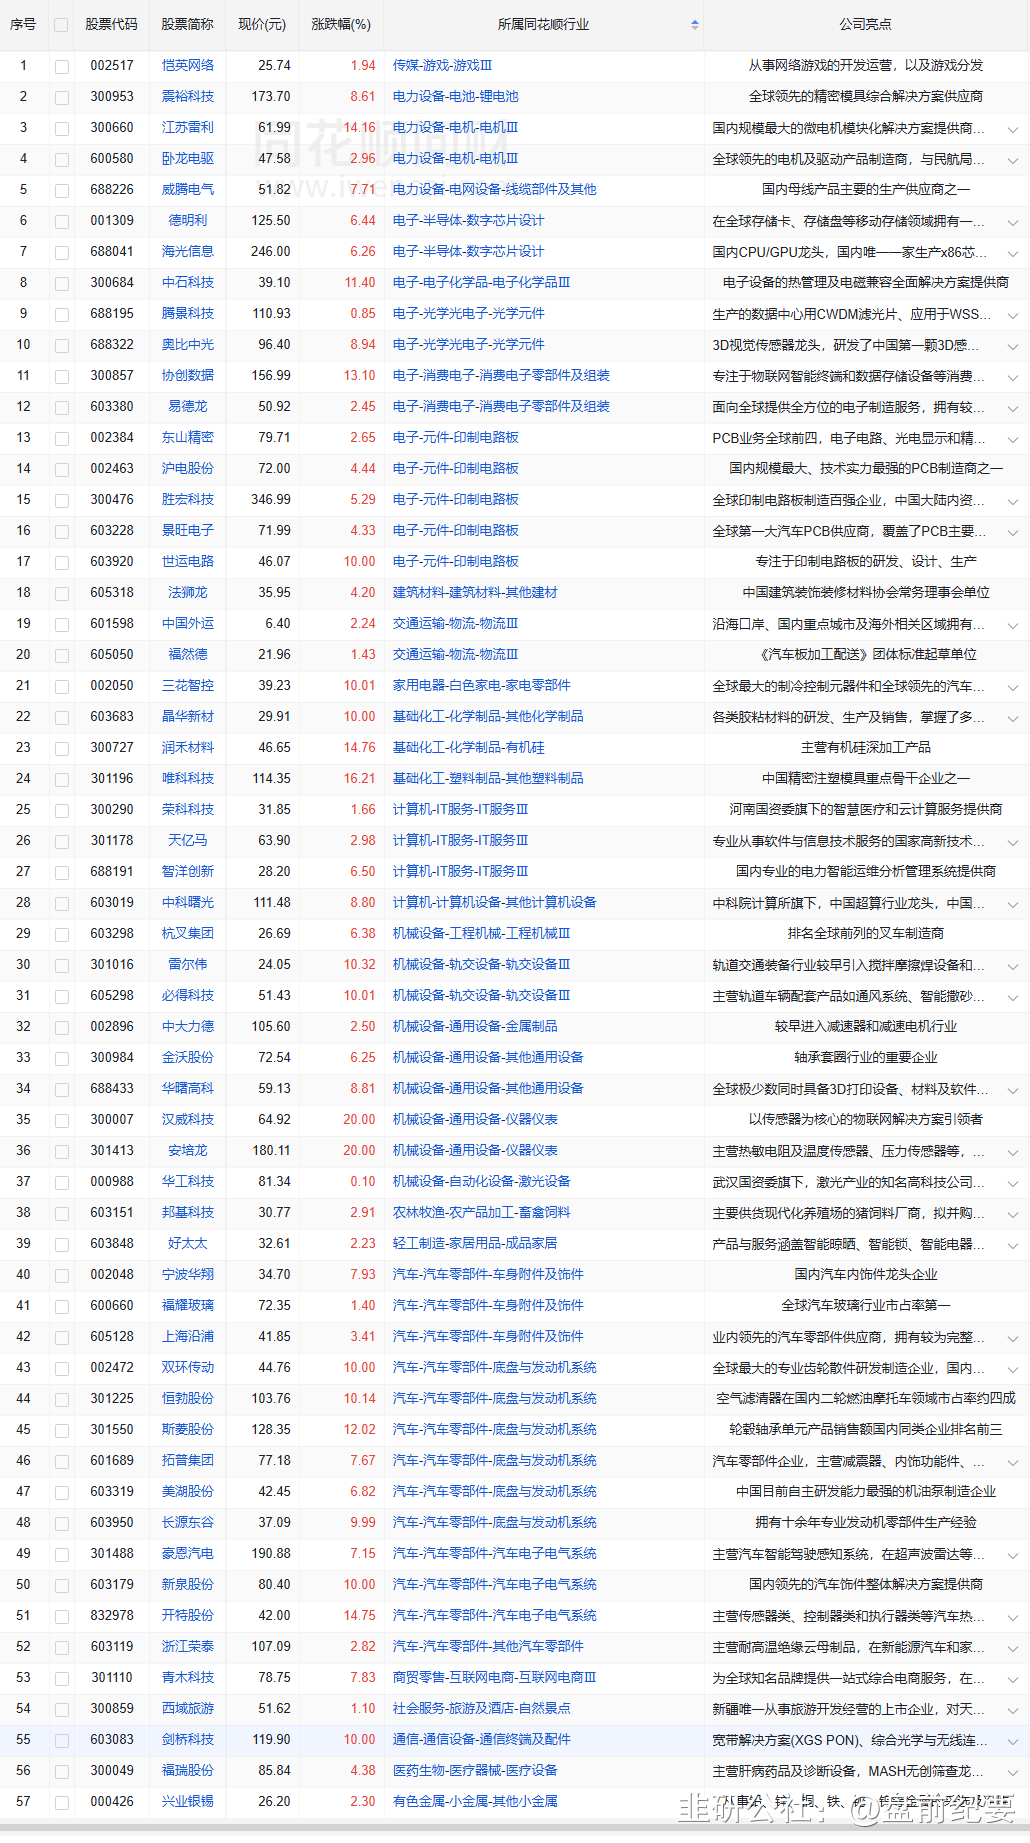 序号 股票代码 股票简称 现价(元) 涨跌幅(%) 所属同花顺行业 公司亮点
1 002517 恺英网络 25.74 1.94 传媒-游戏-游戏Ⅲ 从事网络游戏的开发运营，以及游戏分发
2 300953 震裕科技 173.70 8.61 电力设备-电池-锂电池 全球领先的精密模具综合解决方案供应商
3 300660 江苏雷利 61.99 14.16 电力设备-电机-电机Ⅲ 国内规模最大的微电机模块化解决方案提供商...
4 600580 卧龙电驱 47.58 2.96 电力设备-电机-电机Ⅲ 全球领先的电机及驱动产品制造商，与民航局...
5 688226 威腾电气 51.82 7.71 电力设备-电网设备-线缆部件及其他 国内母线产品主要的生产供应商之一
6 001309 德明利 125.50 6.44 电子-半导体-数字芯片设计 在全球存储卡、存储盘等移动存储领域拥有一...
7 688041 海光信息 246.00 6.26 电子-半导体-数字芯片设计 国内CPU/GPU龙头，国内唯一一家生产x86芯...
8 300684 中石科技 39.10 11.40 电子-电子化学品-电子化学品Ⅲ 电子设备的热管理及电磁兼容全面解决方案提供商
9 688195 腾景科技 110.93 0.85 电子-光学光电子-光学元件 生产的数据中心用CWDM滤光片、应用于WSS...
10 688322 奥比中光 96.40 8.94 电子-光学光电子-光学元件 3D视觉传感器龙头，研发了中国第一颗3D感...
11 300857 协创数据 156.99 13.10 电子-消费电子-消费电子零部件及组装 专注于物联网智能终端和数据存储设备等消费...
12 603380 易德龙 50.92 2.45 电子-消费电子-消费电子零部件及组装 面向全球提供全方位的电子制造服务，拥有较...
13 002384 东山精密 79.71 2.65 电子-元件-印制电路板 PCB业务全球前四，电子电路、光电显示和精...
14 002463 沪电股份 72.00 4.44 电子-元件-印制电路板 国内规模最大、技术实力最强的PCB制造商之一
15 300476 胜宏科技 346.99 5.29 电子-元件-印制电路板 全球印制电路板制造百强企业，中国大陆内资...
16 603228 景旺电子 71.99 4.33 电子-元件-印制电路板 全球第一大汽车PCB供应商，覆盖了PCB主要...
17 603920 世运电路 46.07 10.00 电子-元件-印制电路板 专注于印制电路板的研发、设计、生产
18 605318 法狮龙 35.95 4.20 建筑材料-建筑材料-其他建材 中国建筑装饰装修材料协会常务理事会单位
19 601598 中国外运 6.40 2.24 交通运输-物流-物流Ⅲ 沿海口岸、国内重点城市及海外相关区域拥有...
20 605050 福然德 21.96 1.43 交通运输-物流-物流Ⅲ 《汽车板加工配送》团体标准起草单位
21 002050 三花智控 39.23 10.01 家用电器-白色家电-家电零部件 全球最大的制冷控制元器件和全球领先的汽车...
22 603683 晶华新材 29.91 10.00 基础化工-化学制品-其他化学制品 各类胶粘材料的研发、生产及销售，掌握了多...
23 300727 润禾材料 46.65 14.76 基础化工-化学制品-有机硅 主营有机硅深加工产品
24 301196 唯科科技 114.35 16.21 基础化工-塑料制品-其他塑料制品 中国精密注塑模具重点骨干企业之一
25 300290 荣科科技 31.85 1.66 计算机-IT服务-IT服务Ⅲ 河南国资委旗下的智慧医疗和云计算服务提供商
26 301178 天亿马 63.90 2.98 计算机-IT服务-IT服务Ⅲ 专业从事软件与信息技术服务的国家高新技术...
27 688191 智洋创新 28.20 6.50 计算机-IT服务-IT服务Ⅲ 国内专业的电力智能运维分析管理系统提供商
28 603019 中科曙光 111.48 8.80 计算机-计算机设备-其他计算机设备 中科院计算所旗下，中国超算行业龙头，中国...
29 603298 杭叉集团 26.69 6.38 机械设备-工程机械-工程机械Ⅲ 排名全球前列的叉车制造商
30 301016 雷尔伟 24.05 10.32 机械设备-轨交设备-轨交设备Ⅲ 轨道交通装备行业较早引入搅拌摩擦焊设备和...
31 605298 必得科技 51.43 10.01 机械设备-轨交设备-轨交设备Ⅲ 主营轨道车辆配套产品如通风系统、智能撒砂...
32 002896 中大力德 105.60 2.50 机械设备-通用设备-金属制品 较早进入减速器和减速电机行业
33 300984 金沃股份 72.54 6.25 机械设备-通用设备-其他通用设备 轴承套圈行业的重要企业
34 688433 华曙高科 59.13 8.81 机械设备-通用设备-其他通用设备 全球极少数同时具备3D打印设备、材料及软件...
35 300007 汉威科技 64.92 20.00 机械设备-通用设备-仪器仪表 以传感器为核心的物联网解决方案引领者
36 301413 安培龙 180.11 20.00 机械设备-通用设备-仪器仪表 主营热敏电阻及温度传感器、压力传感器等，...
37 000988 华工科技 81.34 0.10 机械设备-自动化设备-激光设备 武汉国资委旗下，激光产业的知名高科技公司...
38 603151 邦基科技 30.77 2.91 农林牧渔-农产品加工-畜禽饲料 主要供货现代化养殖场的猪饲料厂商，拟并购...
39 603848 好太太 32.61 2.23 轻工制造-家居用品-成品家居 产品与服务涵盖智能晾晒、智能锁、智能电器...
40 002048 宁波华翔 34.70 7.93 汽车-汽车零部件-车身附件及饰件 国内汽车内饰件龙头企业
41 600660 福耀玻璃 72.35 1.40 汽车-汽车零部件-车身附件及饰件 全球汽车玻璃行业市占率第一
42 605128 上海沿浦 41.85 3.41 汽车-汽车零部件-车身附件及饰件 业内领先的汽车零部件供应商，拥有较为完整...
43 002472 双环传动 44.76 10.00 汽车-汽车零部件-底盘与发动机系统 全球最大的专业齿轮散件研发制造企业，国内...
44 301225 恒勃股份 103.76 10.14 汽车-汽车零部件-底盘与发动机系统 空气滤清器在国内二轮燃油摩托车领域市占率约四成
45 301550 斯菱股份 128.35 12.02 汽车-汽车零部件-底盘与发动机系统 轮毂轴承单元产品销售额国内同类企业排名前三
46 601689 拓普集团 77.18 7.67 汽车-汽车零部件-底盘与发动机系统 汽车零部件企业，主营减震器、内饰功能件、...
47 603319 美湖股份 42.45 6.82 汽车-汽车零部件-底盘与发动机系统 中国目前自主研发能力最强的机油泵制造企业
48 603950 长源东谷 37.09 9.99 汽车-汽车零部件-底盘与发动机系统 拥有十余年专业发动机零部件生产经验
49 301488 豪恩汽电 190.88 7.15 汽车-汽车零部件-汽车电子电气系统 主营汽车智能驾驶感知系统，在超声波雷达等...
50 603179 新泉股份 80.40 10.00 汽车-汽车零部件-汽车电子电气系统 国内领先的汽车饰件整体解决方案提供商
51 832978 开特股份 42.00 14.75 汽车-汽车零部件-汽车电子电气系统 主营传感器类、控制器类和执行器类等汽车热...
52 603119 浙江荣泰 107.09 2.82 汽车-汽车零部件-其他汽车零部件 主营耐高温绝缘云母制品，在新能源汽车和家...
53 301110 青木科技 78.75 7.83 商贸零售-互联网电商-互联网电商Ⅲ 为全球知名品牌提供一站式综合电商服务，在...
54 300859 西域旅游 51.62 1.10 社会服务-旅游及酒店-自然景点 新疆唯一从事旅游开发经营的上市企业，对天...
55 603083 剑桥科技 119.90 10.00 通信-通信设备-通信终端及配件 宽带解决方案(XGS PON)、综合光学与无线连...
56 300049 福瑞股份 85.84 4.38 医药生物-医疗器械-医疗设备 主营肝病药品及诊断设备，MASH无创筛查龙...
57 000426 兴业银锡 26.20 2.30 有色金属-小金属-其他小金属
韭研公社：@盘前纪要